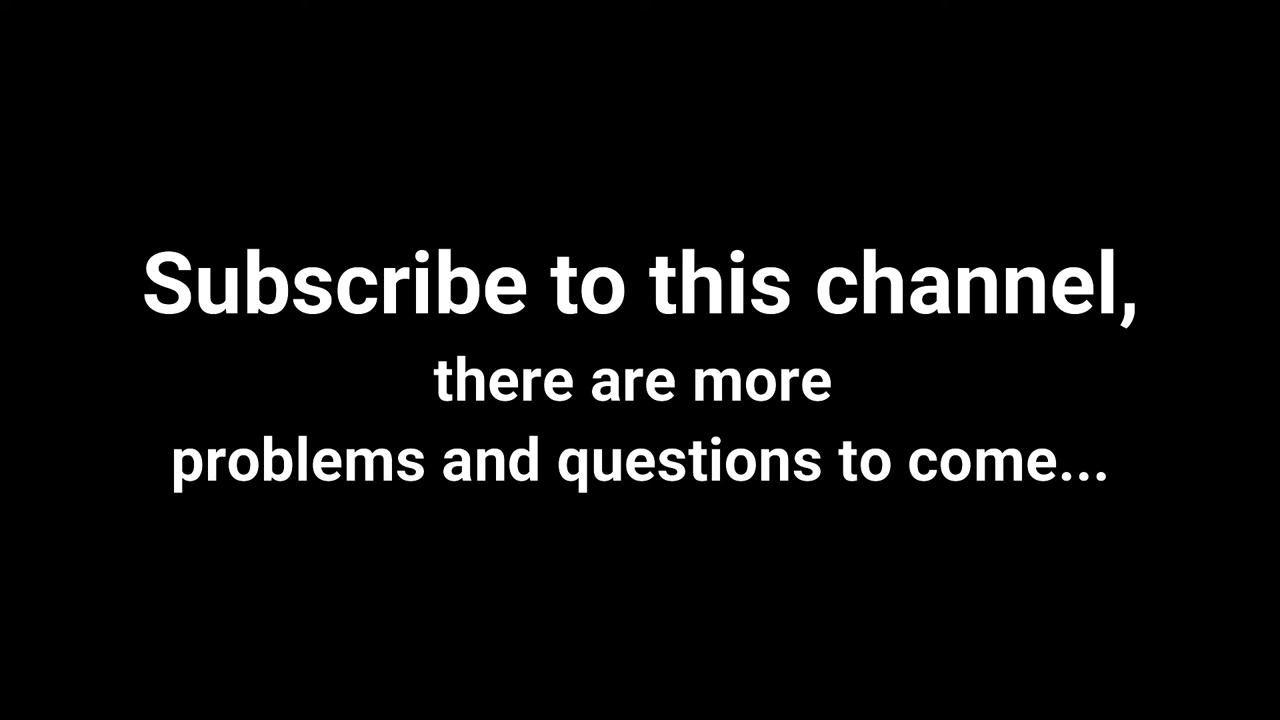 Subscribe to this channel,
there are more
problems and questions to come...